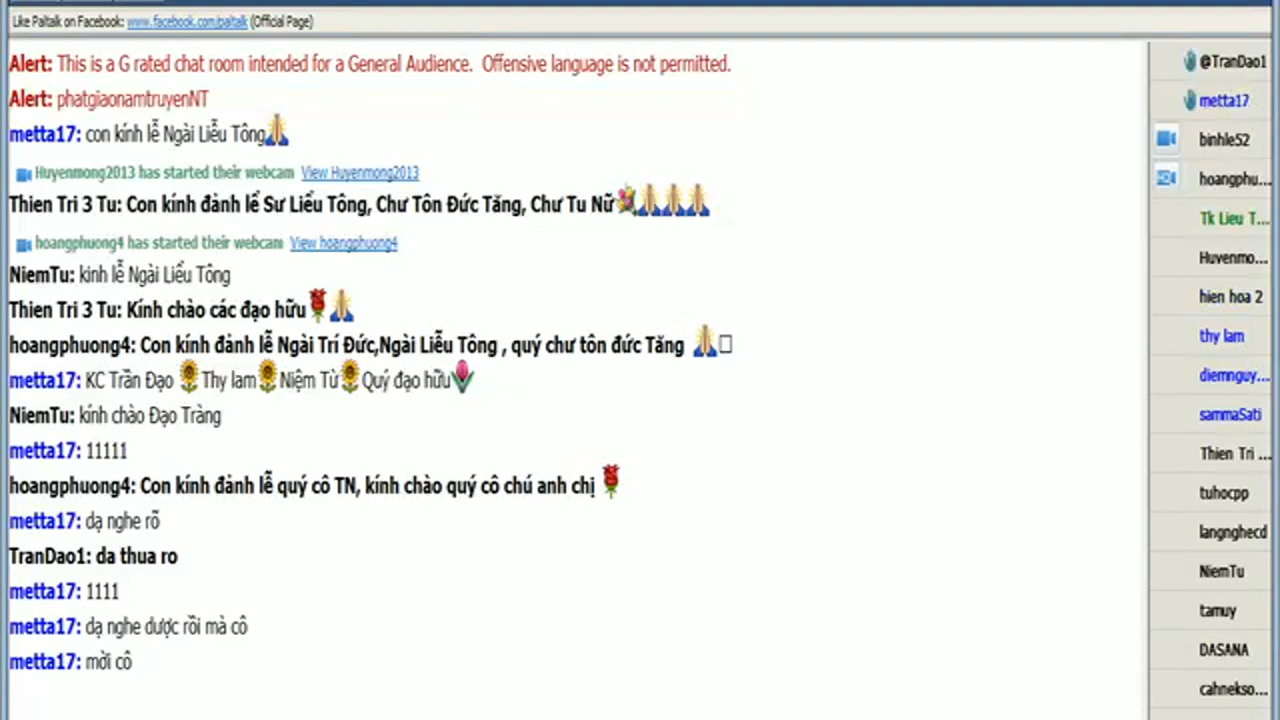 Like Paltalk on Facebook: www.facebook.com/paltalk (Official Page)
Alert: This is a G rated chat room intended for a General Audience. Offensive language is not permitted.
Alert: phatgiaonamtruyenNT
metta17: con kính lễ Ngài Liễu Tông
Huyenmong2013 has started their webcam View Huyenmong2013
Thien Tri 3 Tu: Con kính đảnh lể Sư Liểu Tông, Chư Tôn Đức Tăng, Chư Tu Nữ
hoangphuong4 has started their webcam View hoangphuong4
NiemTu: kinh lễ Ngài Liểu Tông
Thien Tri 3 Tu: Kính chào các đạo hữu
hoangphuong4: Con kính đảnh lễ Ngài Trí Đức,Ngài Liễu Tông , quý chư tôn đức Tăng
metta17: KC Trần Đạo Thy lam Niệm Từ Quý đạo hữu
NiemTu: kính chào Đạo Tràng
metta17: 11111
hoangphuong4: Con kính đảnh lễ quý cô TN, kính chào quý cô chú anh chị
metta17: dạ nghe rõ
TranDao1: da thua ro
metta17: 1111
metta17: dạ nghe dược rồi mà cô
metta17: mời cô
@TranDao1
metta17
binhle52
hoangphu...
Tk Lieu T...
Huyenmo...
hien hoa 2
thy lam
diemnguy...
sammaSati
Thien Tri ...
tuhocpp
langnghecd
NiemTu
tamuy
DASANA
cahnekso...